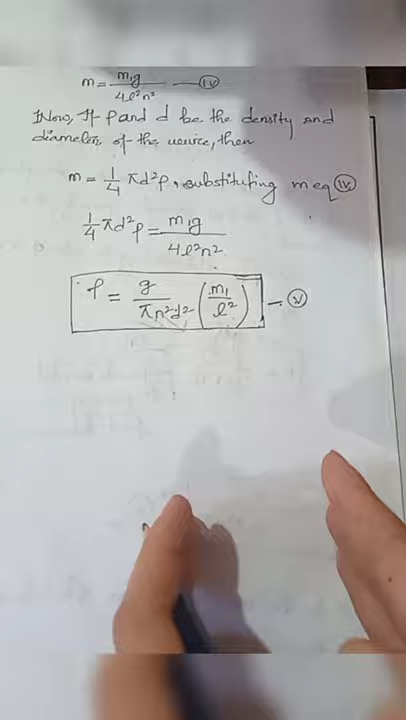 m = m₁g / 4l²n² — (iv)
Now, If ρ and d be the density and
diameter of the
, then
m = 1/4 πd²ρ, substituting m eq (iv),
1/4 πd²ρ = m₁g / 4l²n²
ρ = g / πn²d² (m₁ / l²) — (v)